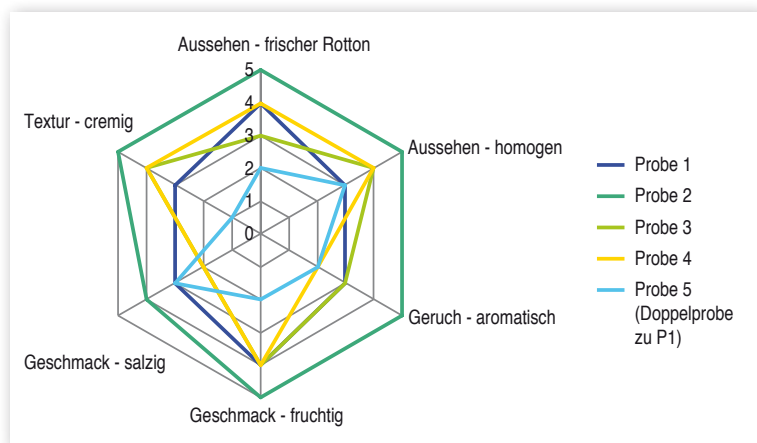 Aussehen - frischer Rotton
5
4
3
2
1
0
Textur - cremig
Aussehen - homogen
Geruch - aromatisch
Geschmack - salzig
Geschmack - fruchtig
Probe 1
Probe 2
Probe 3
Probe 4
Probe 5
(Doppelprobe
zu P1)